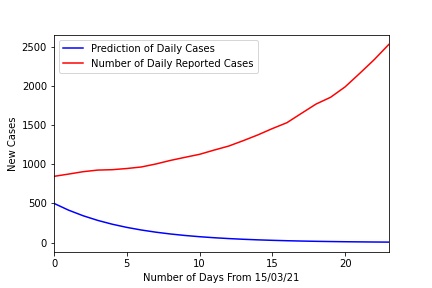 2500
2000
1500
1000
500
0
New Cases
Prediction of Daily Cases
Number of Daily Reported Cases
0 5 10 15 20
Number of Days From 15/03/21